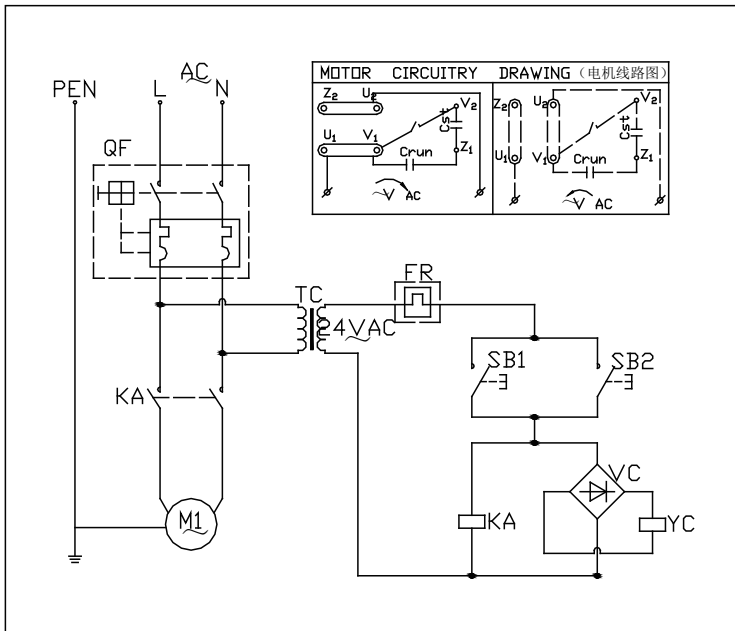 MOTOR CIRCUITRY DRAWING (电机线路图)
Z2 U2 V2
Cst
U1 V1 Z1
Crun
~V AC
Z2 U2 V2
Cst
U1 V1 Z1
Crun
~V AC
PEN L AC N
QF
TC FR
24VAC
SB1 SB2
KA
VC
M1 KA YC